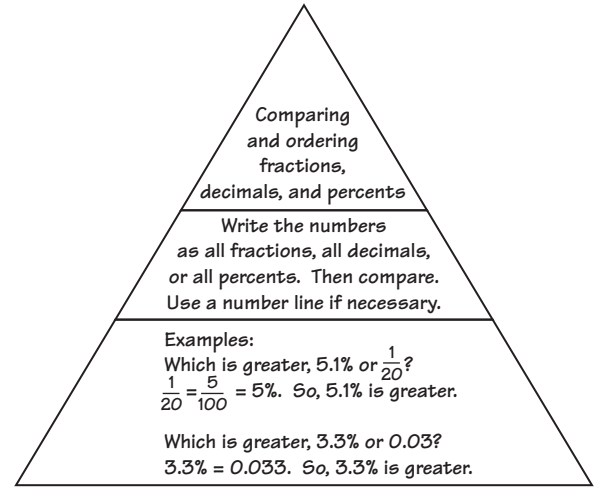 Comparing
and ordering
fractions,
decimals, and percents
Write the numbers
as all fractions, all decimals,
or all percents. Then compare.
Use a number line if necessary.
Examples:
Which is greater, 5.1% or 1/20?
1/20 = 5/100 = 5%. So, 5.1% is greater.
Which is greater, 3.3% or 0.03?
3.3% = 0.033. So, 3.3% is greater.